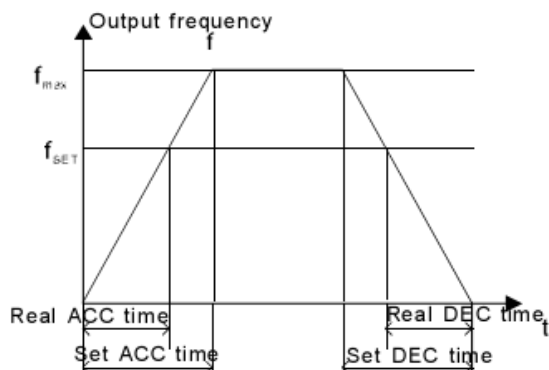 Output frequency
f
fmax
fSET
Real ACC time
Real DEC time
t
Set ACC time
Set DEC time